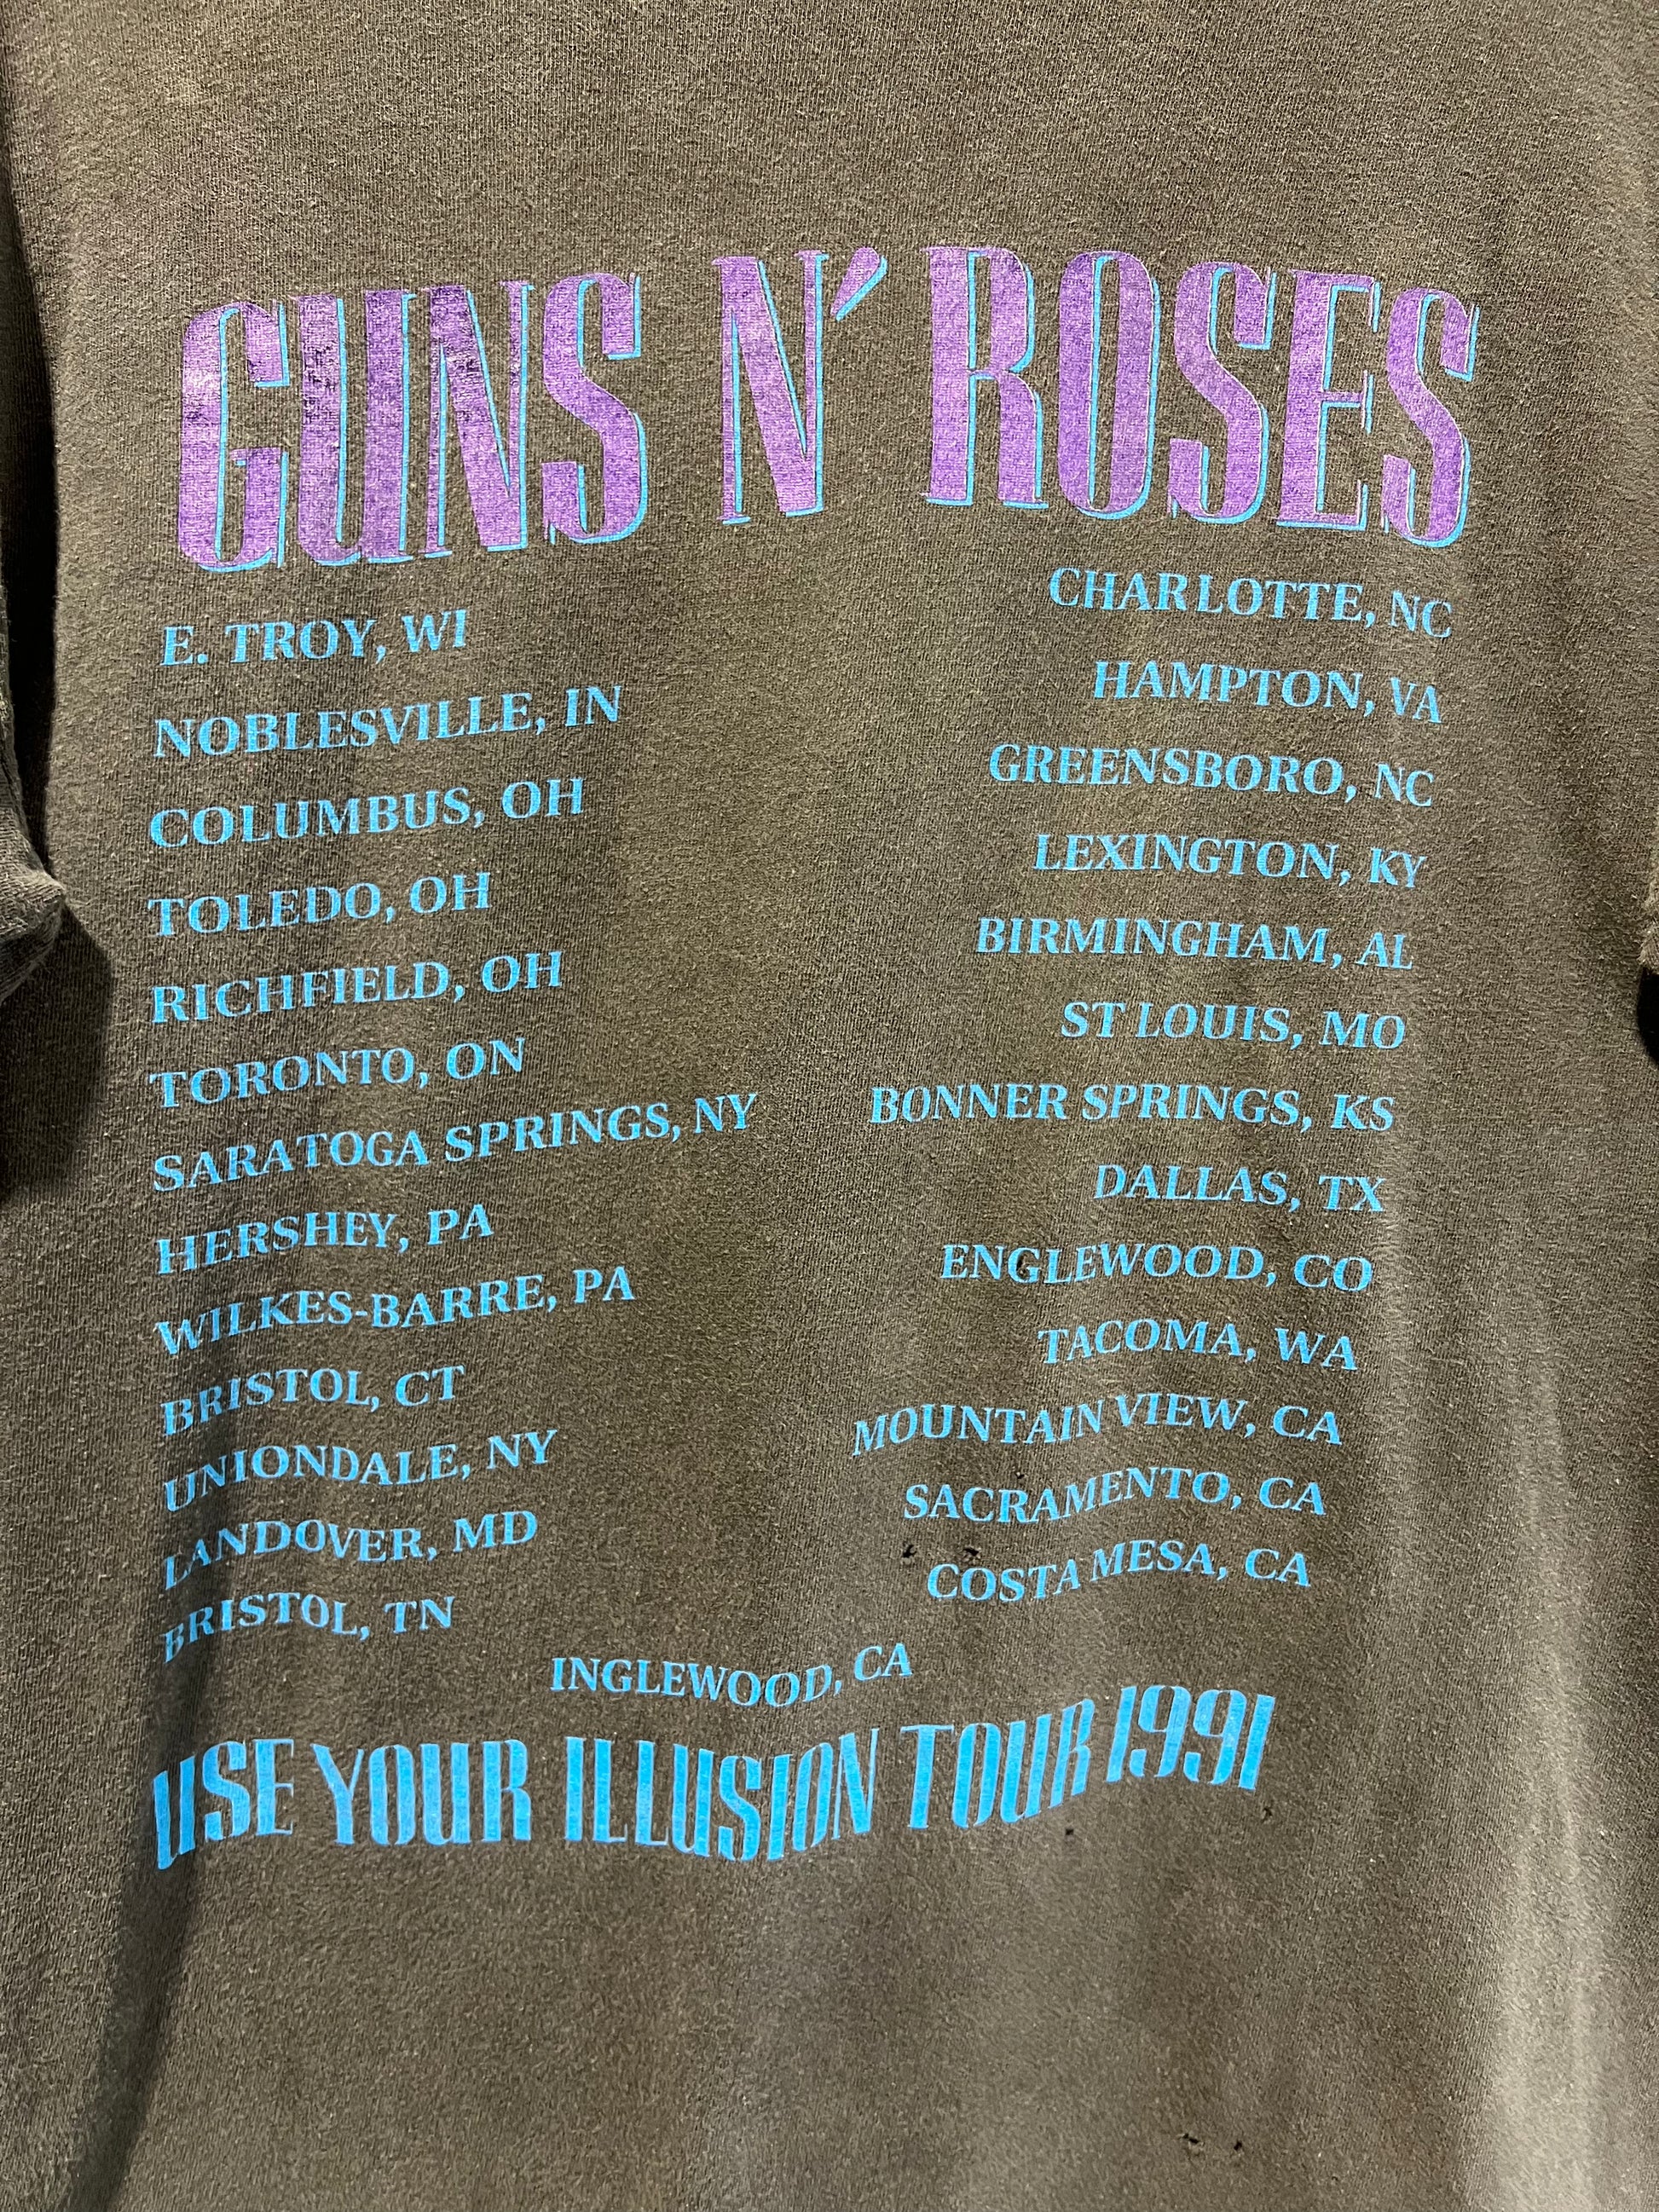 GUNS N' ROSES
E. TROY, WI
NOBLESVILLE, IN
COLUMBUS, OH
TOLEDO, OH
RICHFIELD, OH
TORONTO, ON
SARATOGA SPRINGS, NY
HERSHEY, PA
WILKES-BARRE, PA
BRISTOL, CT
UNIONDALE, NY
LANDOVER, MD
BRISTOL, TN
CHARLOTTE, NC
HAMPTON, VA
GREENSBORO, NC
LEXINGTON, KY
BIRMINGHAM, AL
ST LOUIS, MO
BONNER SPRINGS, KS
DALLAS, TX
ENGLEWOOD, CO
TACOMA, WA
MOUNTAIN VIEW, CA
SACRAMENTO, CA
COSTA MESA, CA
INGLEWOOD, CA
USE YOUR ILLUSION TOUR 1991